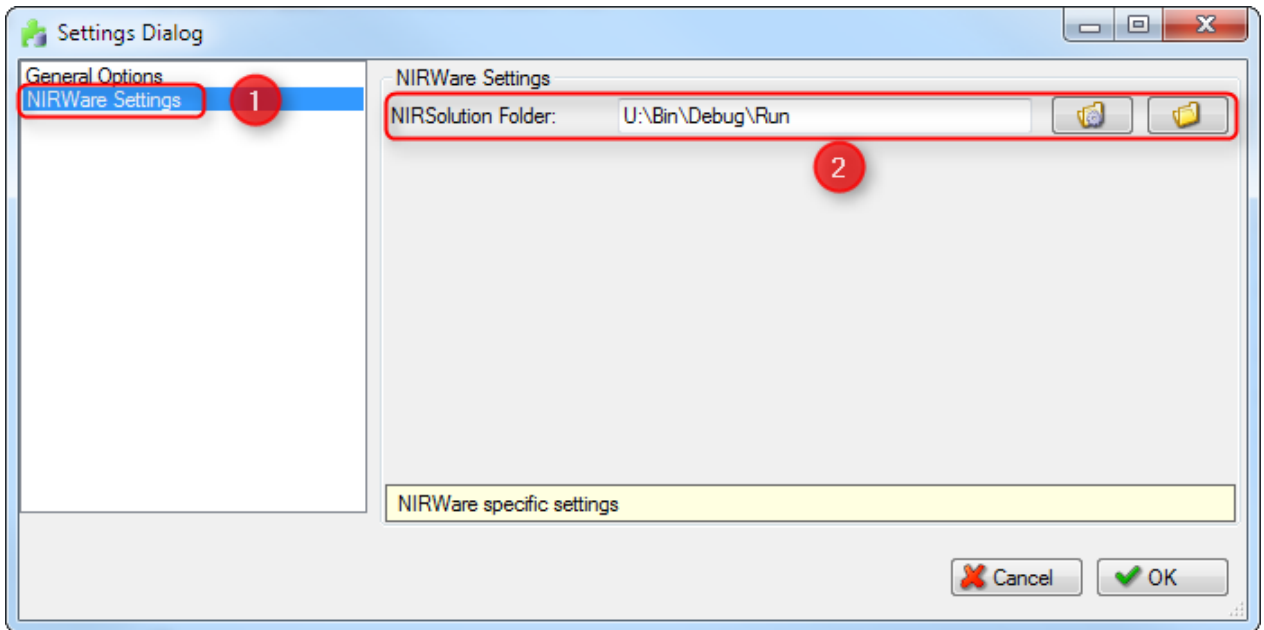 Settings Dialog
General Options
NIRWare Settings
1
NIRWare Settings
NIRSolution Folder: U:\Bin\Debug\Run
2
NIRWare specific settings
Cancel OK